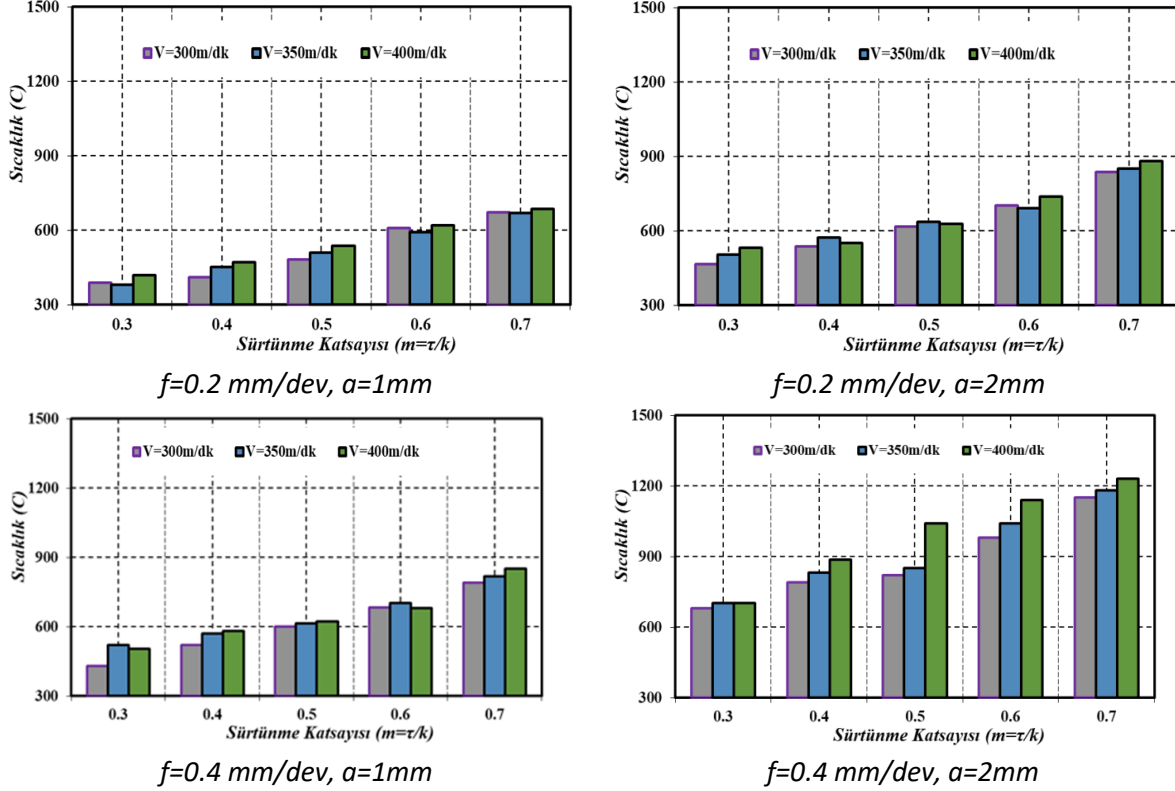 1500
1200
900
600
300
Sıcaklık (C)
V=300m/dk V=350m/dk V=400m/dk
0.3 0.4 0.5 0.6 0.7
Sürtünme Katsayısı (m=τ/k)
f=0.2 mm/dev, a=1mm
1500
1200
900
600
300
Sıcaklık (C)
V=300m/dk V=350m/dk V=400m/dk
0.3 0.4 0.5 0.6 0.7
Sürtünme Katsayısı (m=τ/k)
f=0.2 mm/dev, a=2mm
1500
1200
900
600
300
Sıcaklık (C)
V=300m/dk V=350m/dk V=400m/dk
0.3 0.4 0.5 0.6 0.7
Sürtünme Katsayısı (m=τ/k)
f=0.4 mm/dev, a=1mm
1500
1200
900
600
300
Sıcaklık (C)
V=300m/dk V=350m/dk V=400m/dk
0.3 0.4 0.5 0.6 0.7
Sürtünme Katsayısı (m=τ/k)
f=0.4 mm/dev, a=2mm